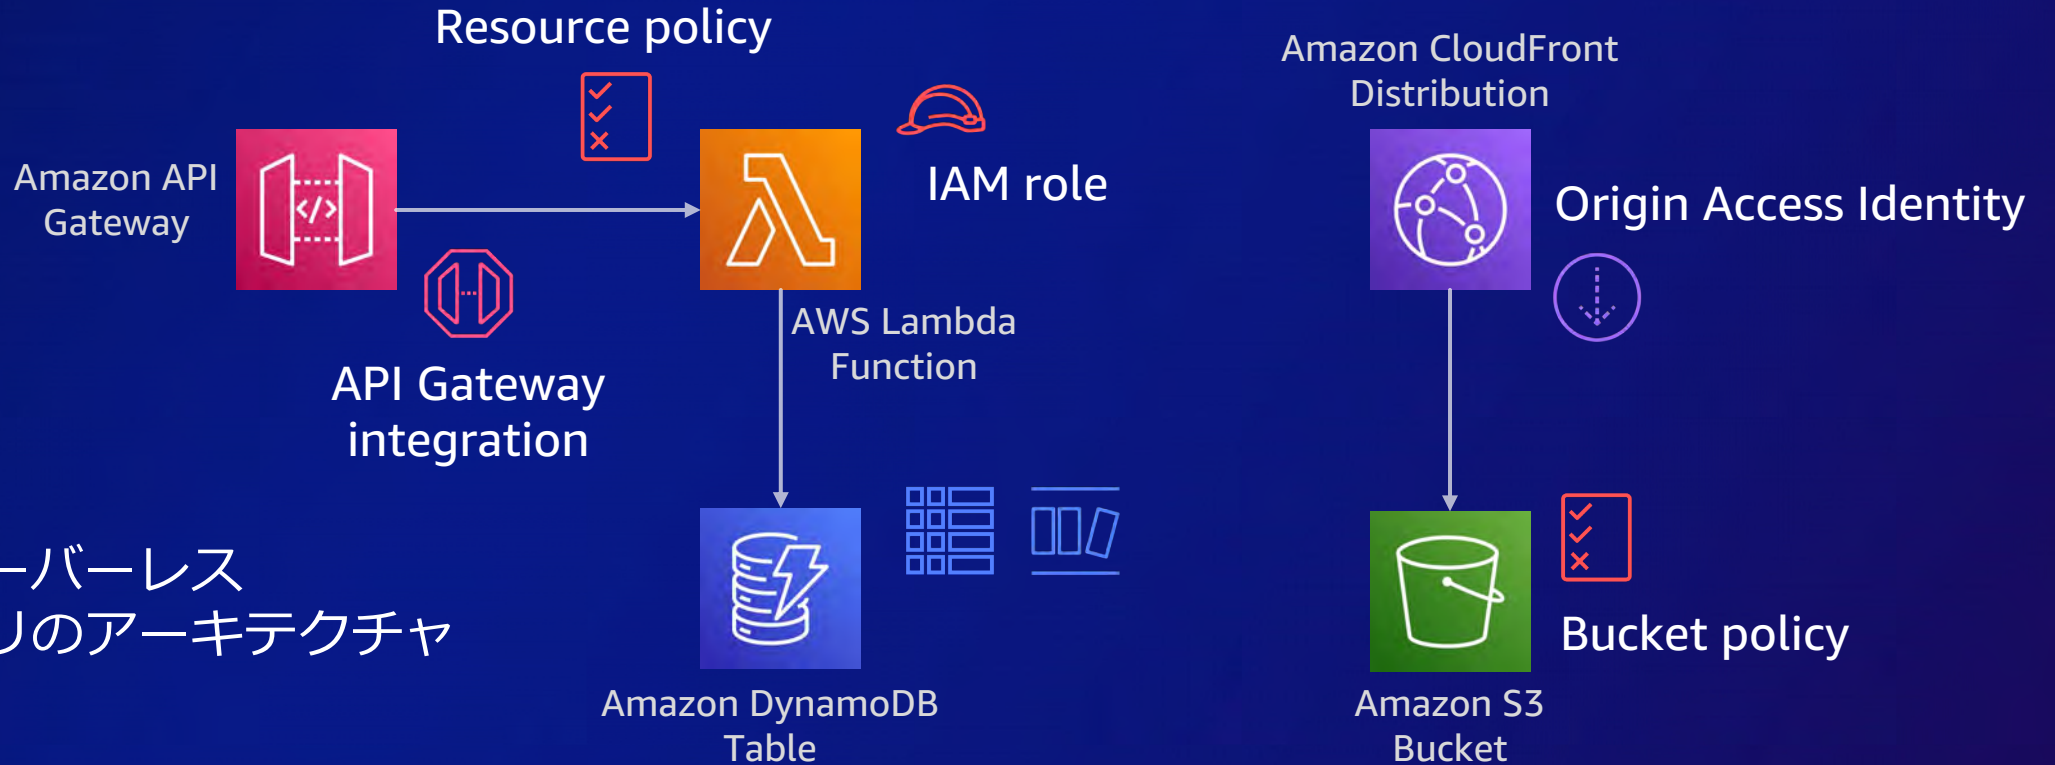 Resource policy
Amazon API
Gateway
IAM role
API Gateway
integration
AWS Lambda
Function
Amazon DynamoDB
Table
Amazon CloudFront
Distribution
Origin Access Identity
Bucket policy
Amazon S3
Bucket
ーバーレス
リのアーキテクチャ